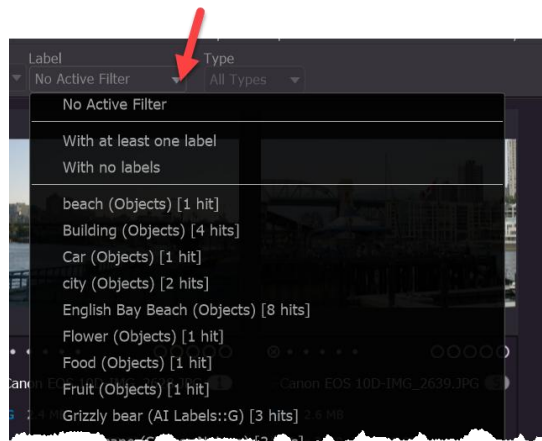 Label Type
No Active Filter All Types
No Active Filter
With at least one label
With no labels
beach (Objects) [1 hit]
Building (Objects) [4 hits]
Car (Objects) [1 hit]
city (Objects) [2 hits]
English Bay Beach (Objects) [8 hits]
Flower (Objects) [1 hit]
Food (Objects) [1 hit]
Fruit (Objects) [1 hit]
Canon EOS 10D-IMG_2639.JPG
Grizzly bear (AI Labels::G) [3 hits]
2.6 MB